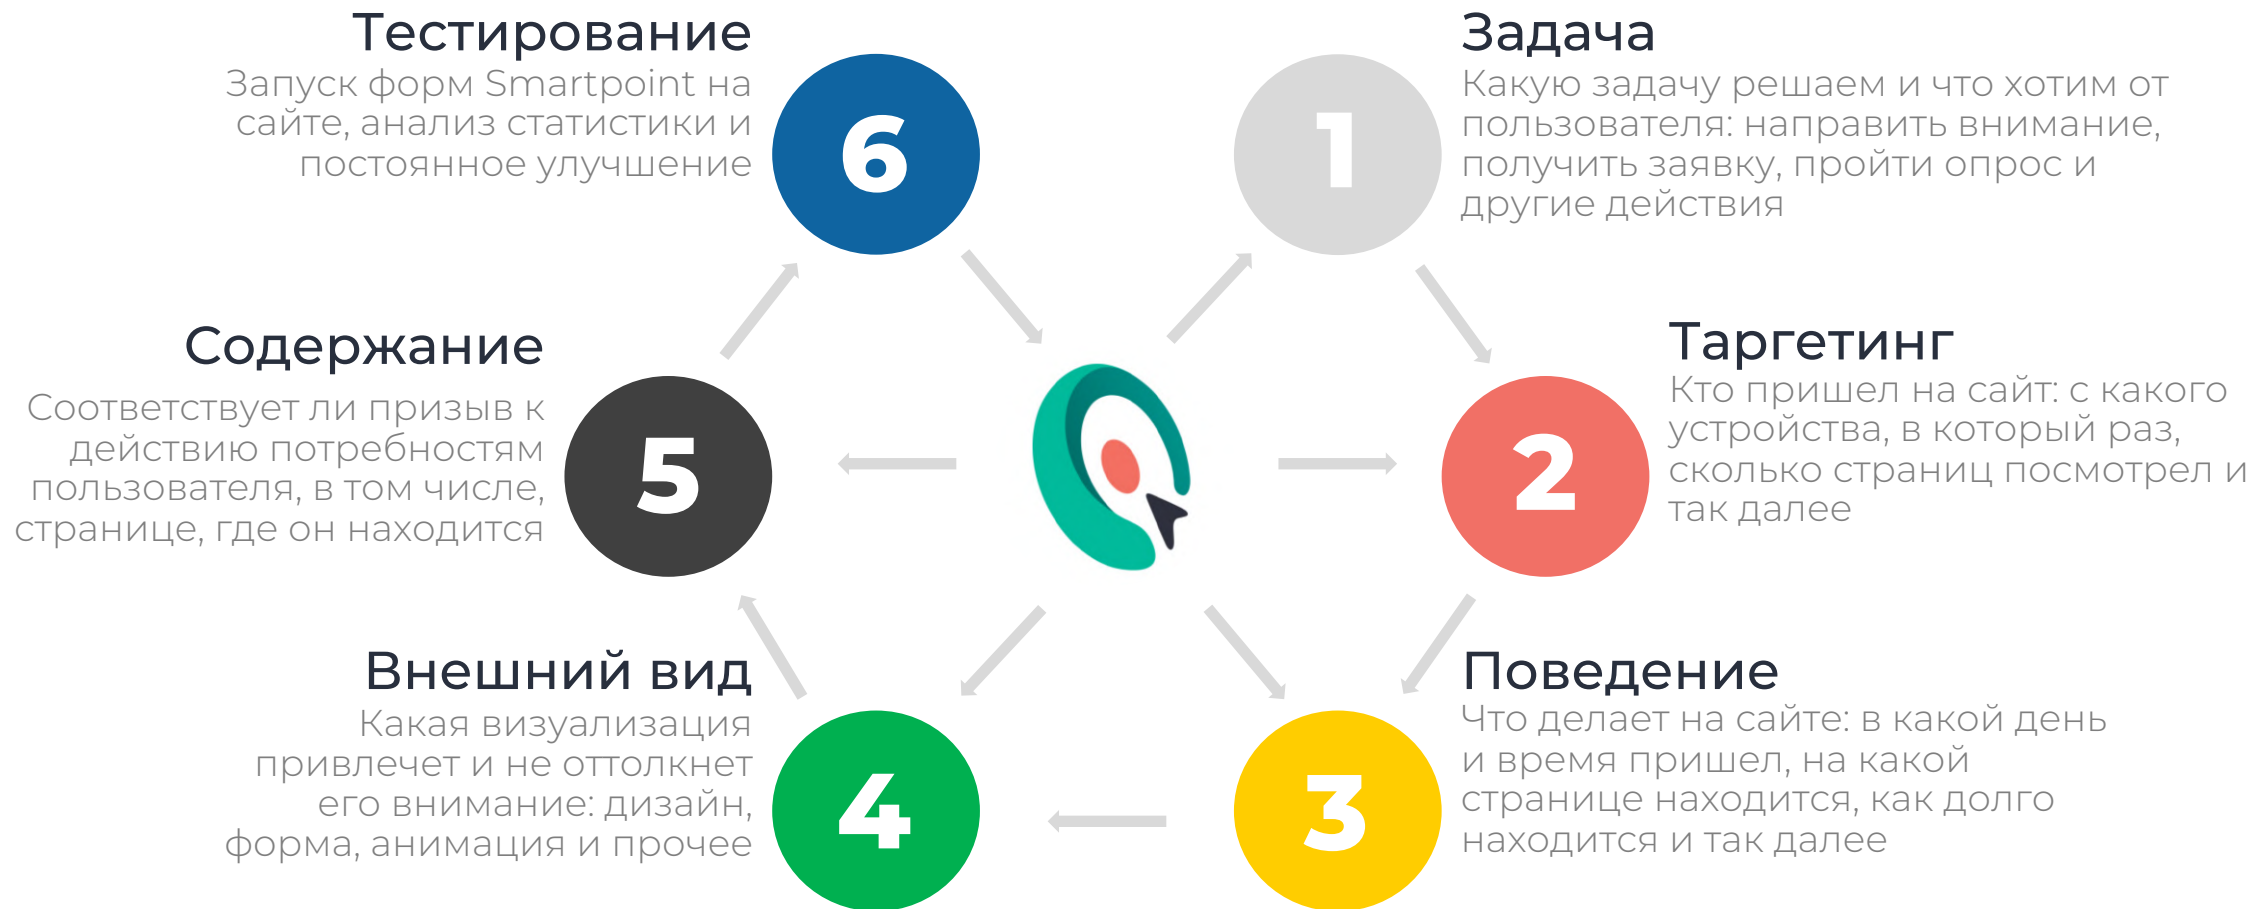 Тестирование
Запуск форм Smartpoint на
сайте, анализ статистики и
постоянное улучшение
6
1
Задача
Какую задачу решаем и что хотим от
пользователя: направить внимание,
получить заявку, пройти опрос и
другие действия
Содержание
Соответствует ли призыв к
действию потребностям
пользователя, в том числе,
странице, где он находится
5
2
Таргетинг
Кто пришел на сайт: с какого
устройства, в который раз,
сколько страниц посмотрел и
так далее
Внешний вид
Какая визуализация
привлечет и не оттолкнет
его внимание: дизайн,
форма, анимация и прочее
4
3
Поведение
Что делает на сайте: в какой день
и время пришел, на какой
странице находится, как долго
находится и так далее